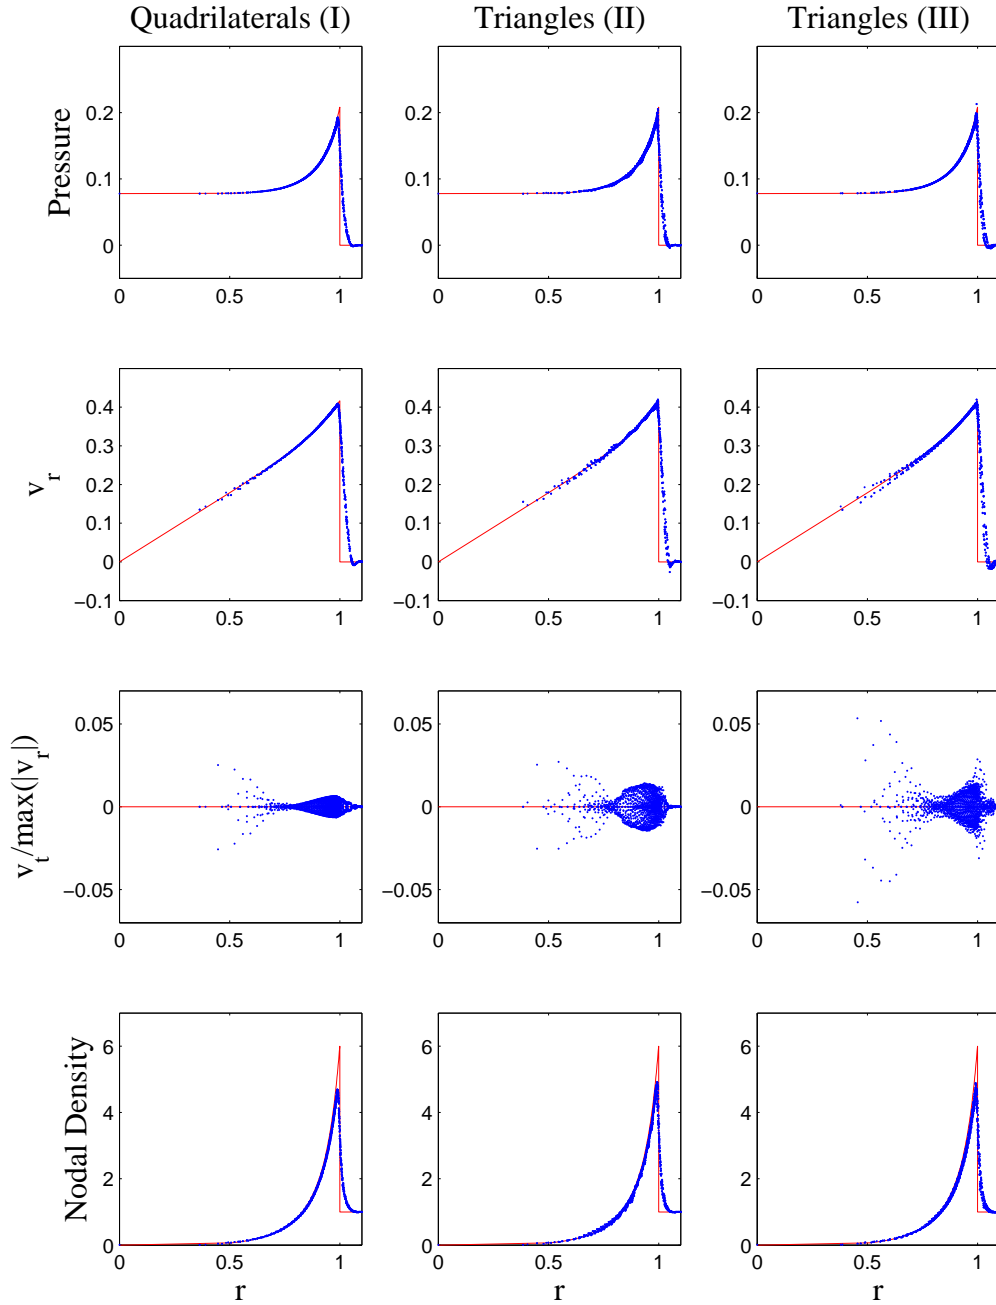 Quadrilaterals (I) Triangles (II) Triangles (III)
Pressure
0.2 0.2 0.2
0.1 0.1 0.1
0 0 0
0 0.5 1 0 0.5 1 0 0.5 1
v_r
0.4 0.4 0.4
0.3 0.3 0.3
0.2 0.2 0.2
0.1 0.1 0.1
0 0 0
−0.1 −0.1 −0.1
0 0.5 1 0 0.5 1 0 0.5 1
v_t/max(|v_r|)
0.05 0.05 0.05
0 0 0
−0.05 −0.05 −0.05
0 0.5 1 0 0.5 1 0 0.5 1
Nodal Density
6 6 6
4 4 4
2 2 2
0 0 0
0 0.5 1 0 0.5 1 0 0.5 1
r r r